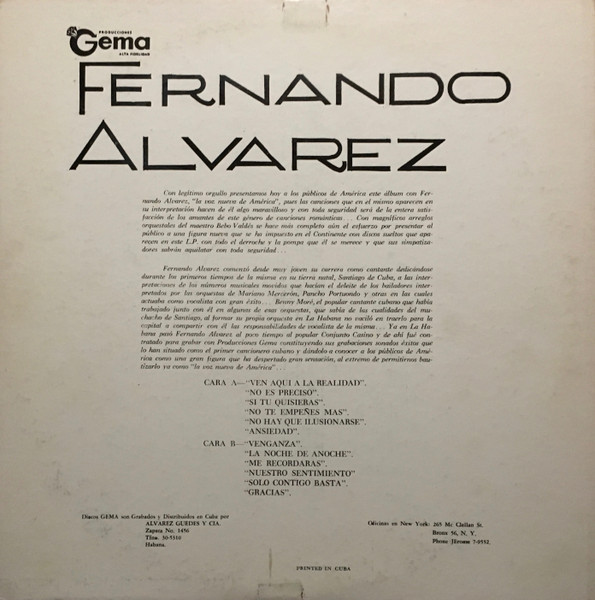 PRODUCCIONES
Gema
ALTA FIDELIDAD
FERNANDO
ALVAREZ
Con legítimo orgullo presentamos hoy a los públicos de América este álbum con Fer-
nando Alvarez, "la voz nueva de América", pues las canciones que en el mismo aparecen en
su interpretación hacen de él algo maravilloso y con toda seguridad será de la entera satis-
facción de los amantes de este género de canciones románticas... Con magníficos arreglos
orquestales del maestro Bebo Valdés se hace más completo aún el esfuerzo por presentar al
público a una figura nueva que se ha impuesto en el Continente con discos sueltos que apa-
recen en este L.P. con todo el derroche y la pompa que él se merece y que sus simpatiza-
dores sabrán aquilatar con toda seguridad...
Fernando Alvarez comenzó desde muy joven su carrera como cantante dedicándose
durante los primeros tiempos de la misma en su tierra natal, Santiago de Cuba, a las inter-
pretaciones de los números musicales movidos que hacían el deleite de los bailadores inter-
pretados por las orquestas de Mariano Mercerón, Pancho Portuondo y otras en las cuales
actuaba como vocalista con gran éxito... Benny Moré, el popular cantante cubano que había
trabajado junto con él en algunas de esas orquestas, que sabía de las cualidades del mu-
chacho de Santiago, al formar su propia orquesta en La Habana no vaciló en traerlo para la
capital a compartir con él las responsabilidades de vocalista de la misma... Ya en La Ha-
bana pasó Fernando Alvarez al poco tiempo al popular Conjunto Casino y de ahí fué con-
tratado para grabar con Producciones Gema constituyendo sus grabaciones sonados éxitos que
lo han situado como el primer cancionero cubano y dándolo a conocer a los públicos de Amé-
rica como una gran figura que ha despertado gran sensación, al extremo de permitirnos bau-
tizarlo ya como "la voz nueva de América"...
CARA A—"VEN AQUI A LA REALIDAD".
"NO ES PRECISO".
"SI TU QUISIERAS".
"NO TE EMPEÑES MAS".
"NO HAY QUE ILUSIONARSE".
"ANSIEDAD".
CARA B—"VENGANZA".
"LA NOCHE DE ANOCHE".
"ME RECORDARAS".
"NUESTRO SENTIMIENTO"
"SOLO CONTIGO BASTA".
"GRACIAS".
Discos GEMA son Grabados y Distribuidos en Cuba por
ALVAREZ GUEDES Y CIA.
Zapata No. 1456
Tfno. 30-5310
Habana.
Oficinas en New York: 265 Mc Clellan St.
Bronx 56, N. Y.
Phone JErome 7-0552.
PRINTED IN CUBA